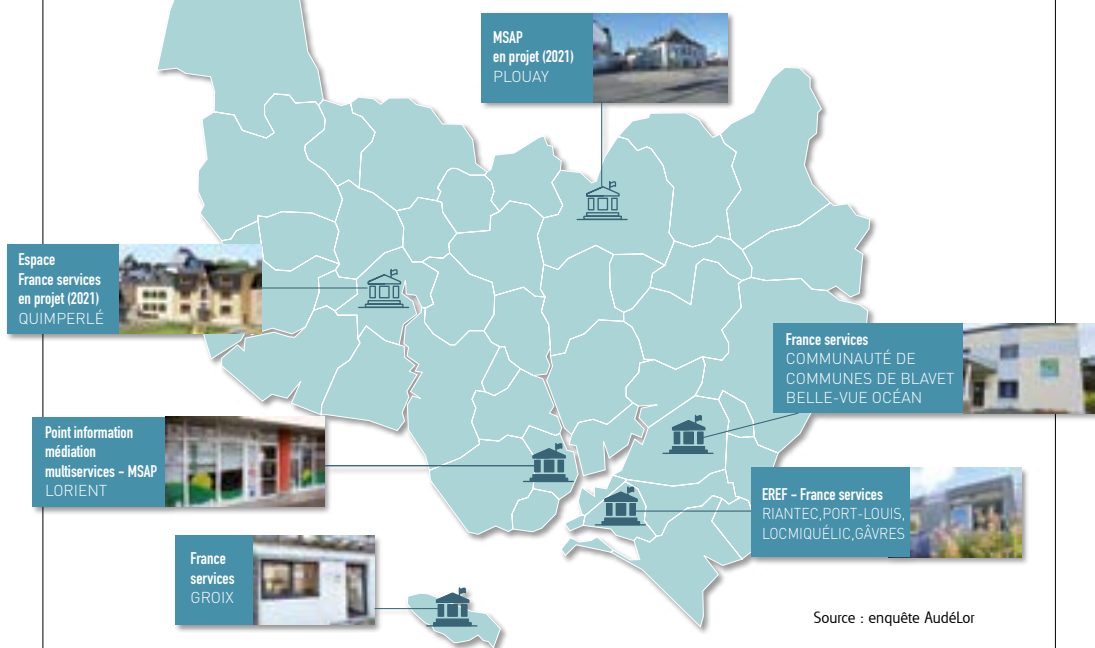 MSAP
en projet (2021)
PLOUAY
Espace
France services
en projet (2021)
QUIMPERLÉ
France services
COMMUNAUTÉ DE
COMMUNES DE BLAVET
BELLE-VUE OCÉAN
Point information
médiation
multiservices – MSAP
LORIENT
EREF – France services
RIANTEC,PORT-LOUIS,
LOCMIQUÉLIC,GÂVRES
France
services
GROIX
Source : enquête AudéLor